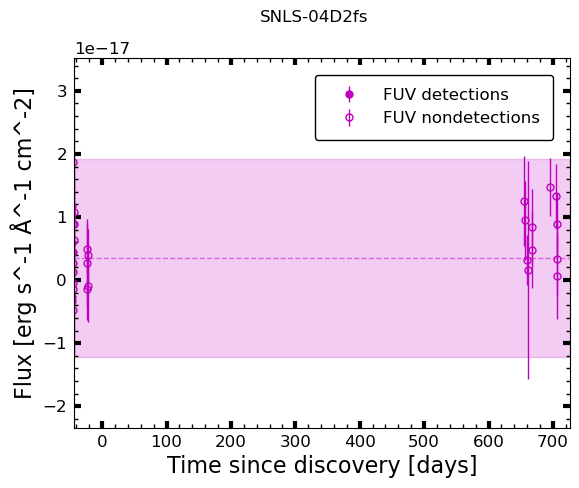 SNLS-04D2fs
1e−17
FUV detections
FUV nondetections
3
2
1
0
−1
−2
Flux [erg s^-1 Å^-1 cm^-2]
0 100 200 300 400 500 600 700
Time since discovery [days]